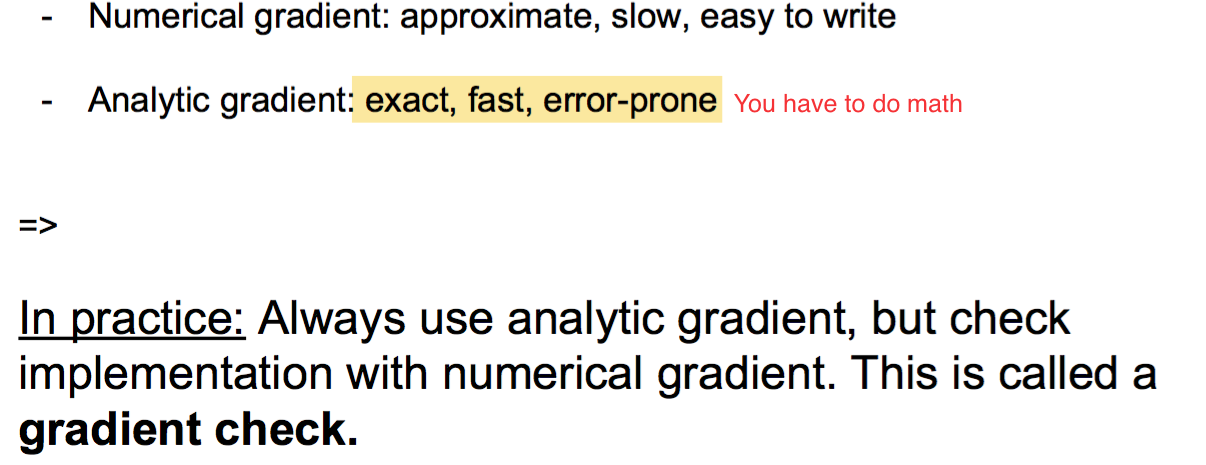 - Numerical gradient: approximate, slow, easy to write
- Analytic gradient: exact, fast, error-prone You have to do math
=>
In practice: Always use analytic gradient, but check
implementation with numerical gradient. This is called a
gradient check.